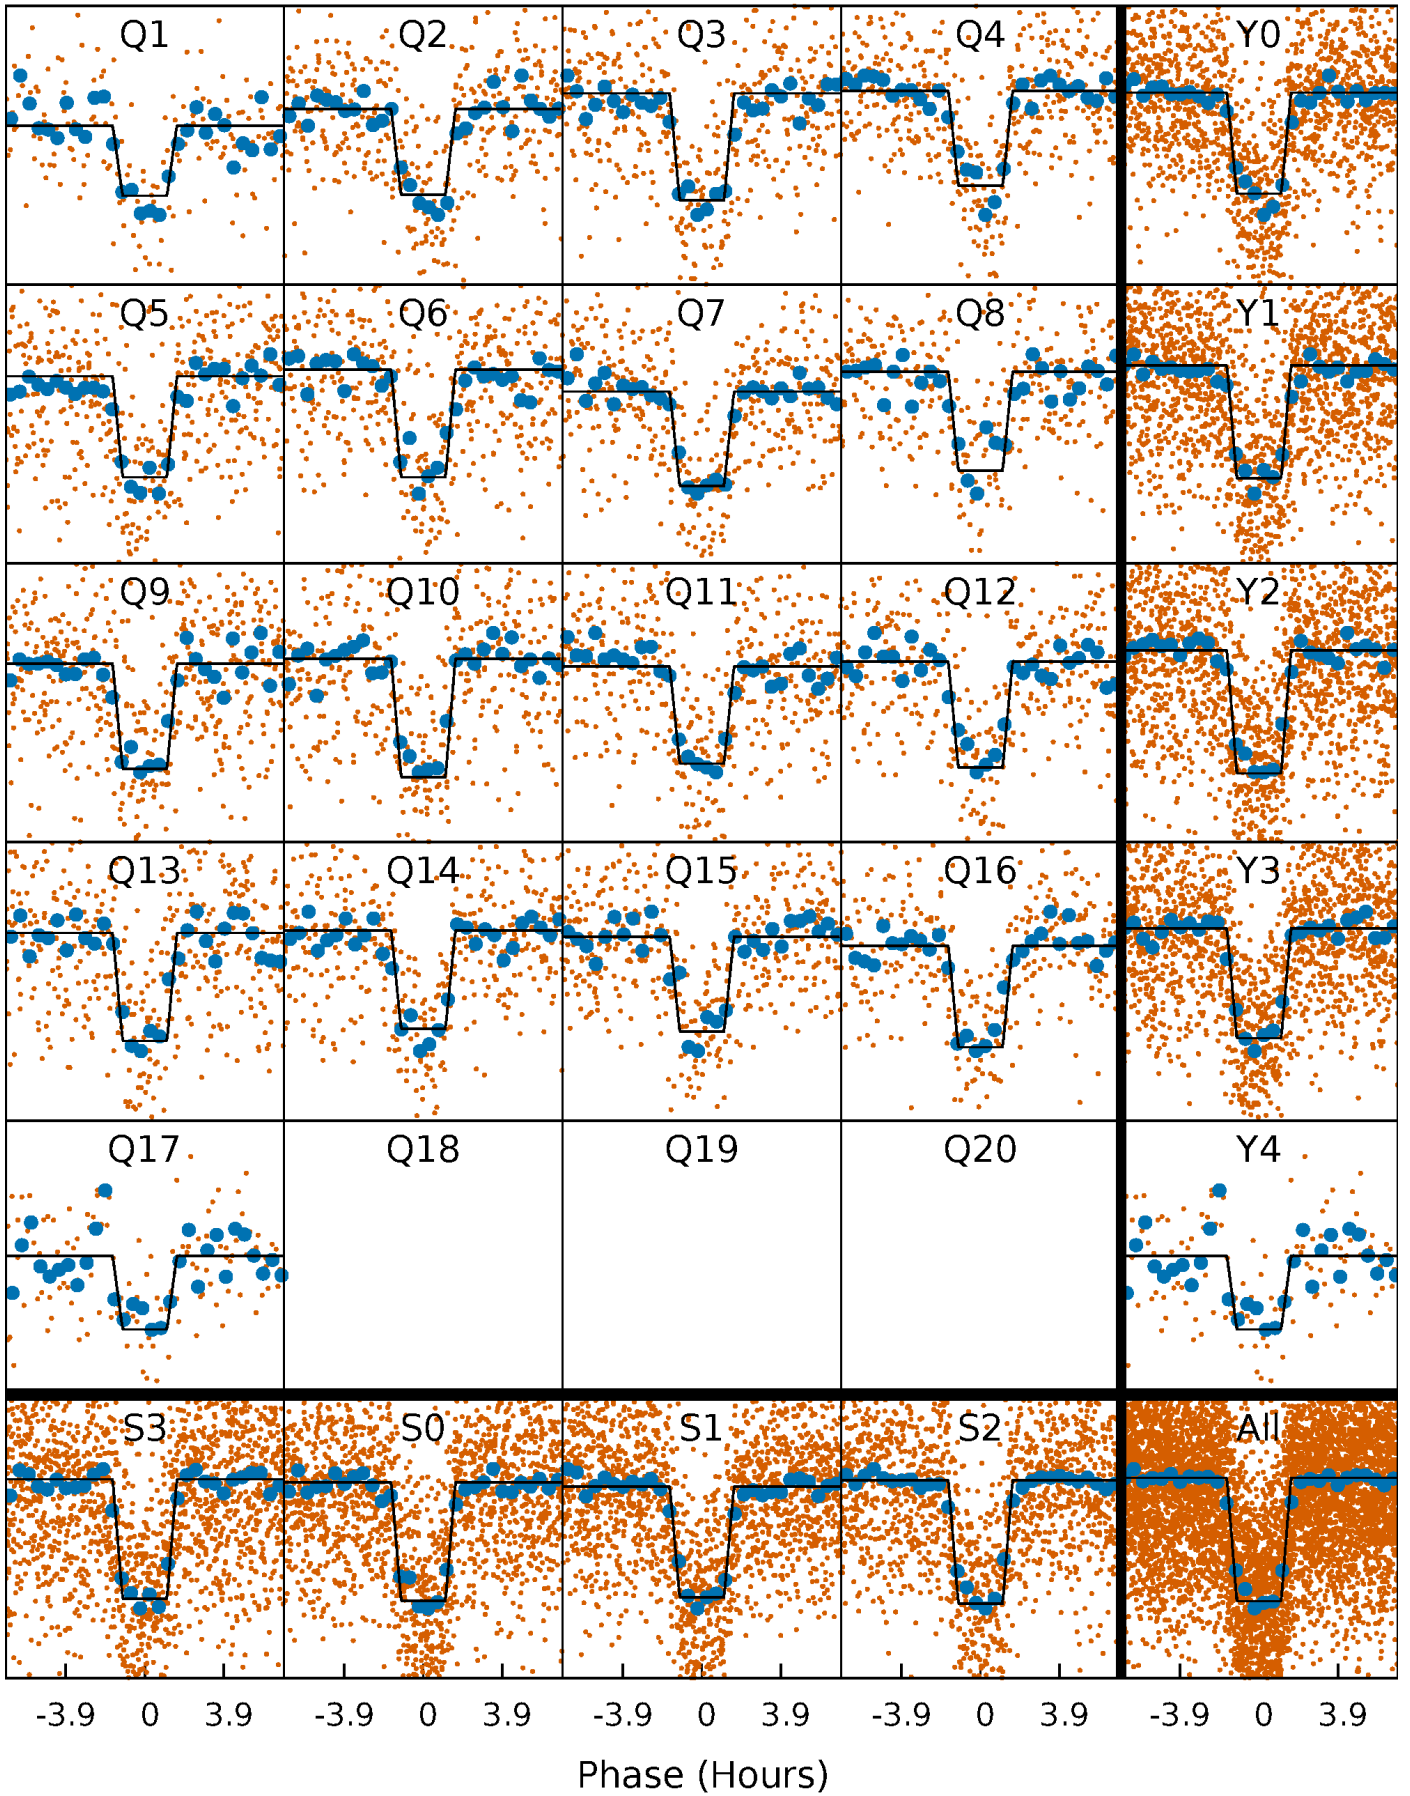 Q1 Q2 Q3 Q4 Y0
Q5 Q6 Q7 Q8 Y1
Q9 Q10 Q11 Q12 Y2
Q13 Q14 Q15 Q16 Y3
Q17 Q18 Q19 Q20 Y4
S3 S0 S1 S2 All
-3.9 0 3.9 -3.9 0 3.9 -3.9 0 3.9 -3.9 0 3.9 -3.9 0 3.9
Phase (Hours)